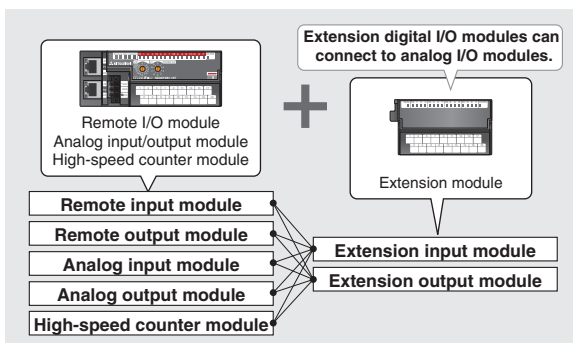 Extension digital I/O modules can
connect to analog I/O modules.
Remote I/O module
Analog input/output module
High-speed counter module
Extension module
Remote input module
Remote output module
Analog input module
Analog output module
High-speed counter module
Extension input module
Extension output module